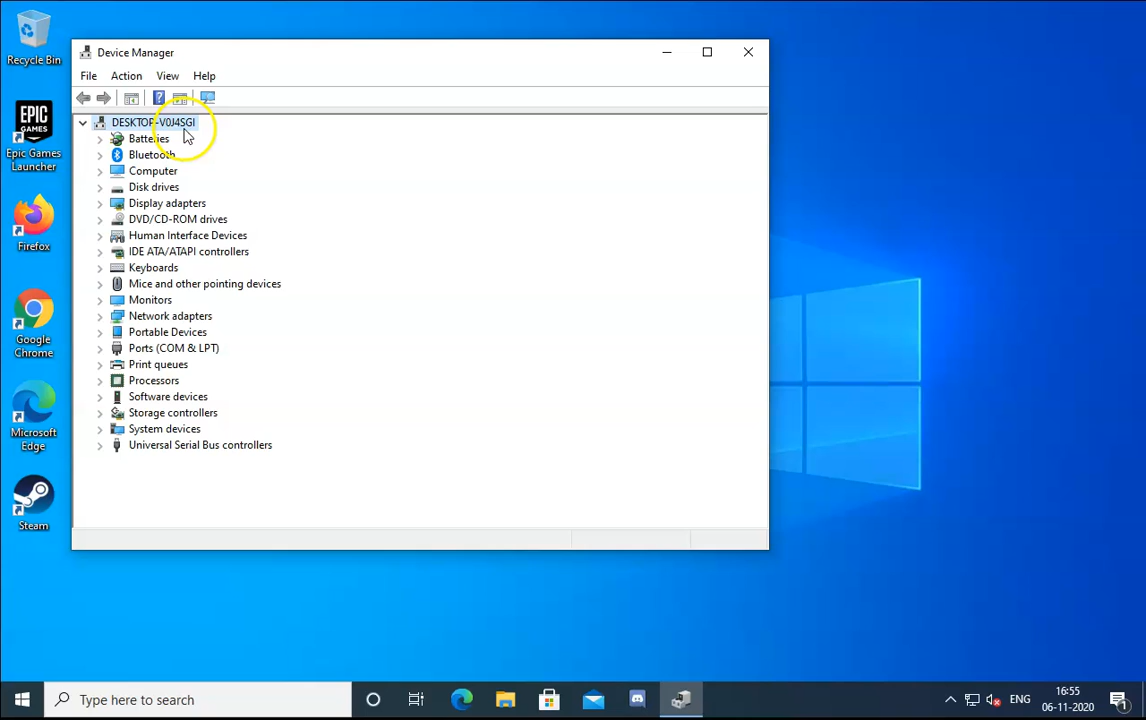 Recycle Bin
EPIC
GAMES
Epic Games
Launcher
Firefox
Google
Chrome
Microsoft
Edge
Steam
Device Manager
File Action View Help
DESKTOP-V0J4SGI
Batteries
Bluetooth
Computer
Disk drives
Display adapters
DVD/CD-ROM drives
Human Interface Devices
IDE ATA/ATAPI controllers
Keyboards
Mice and other pointing devices
Monitors
Network adapters
Portable Devices
Ports (COM & LPT)
Print queues
Processors
Software devices
Storage controllers
System devices
Universal Serial Bus controllers
Type here to search
ENG
16:55
06-11-2020
1